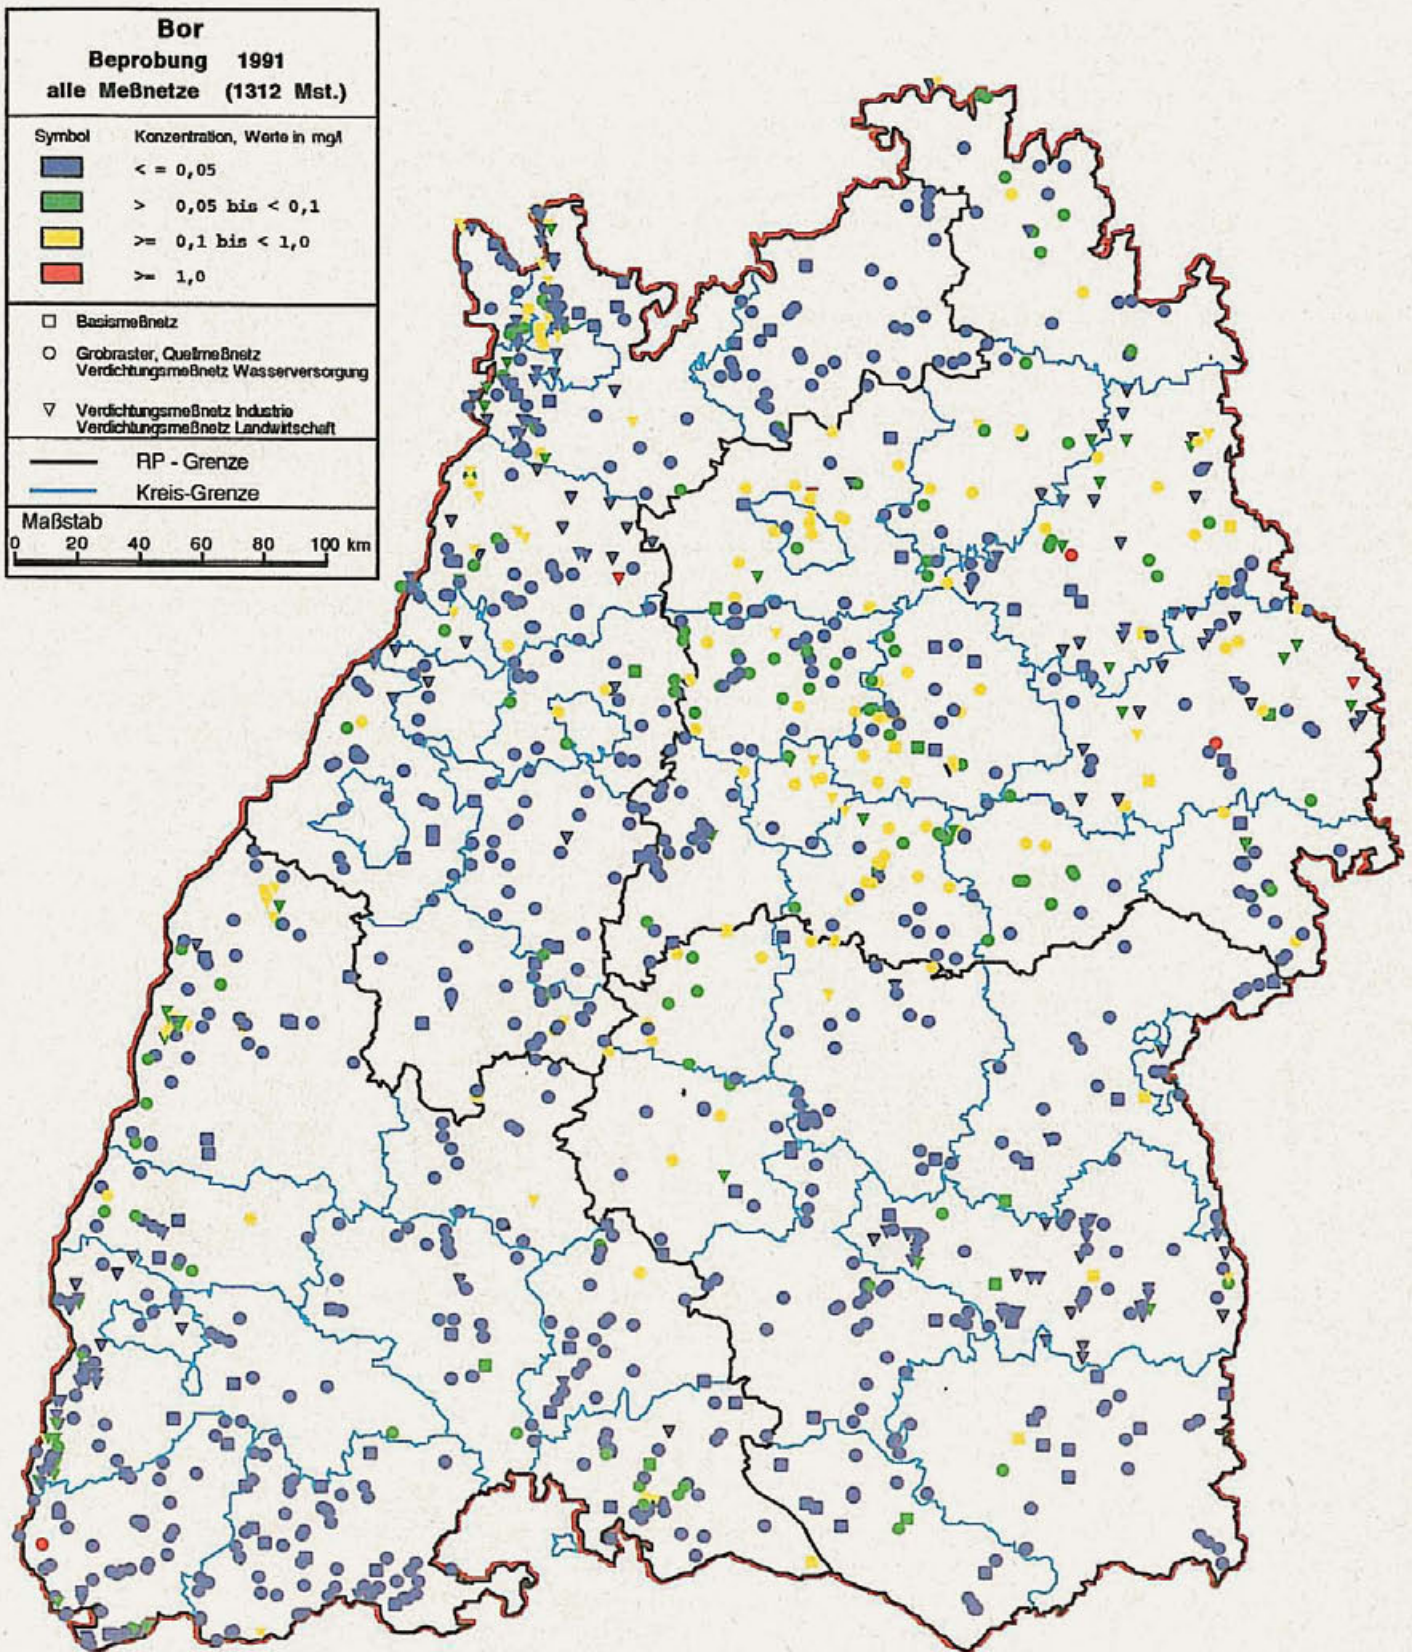 Bor
Beprobung 1991
alle Meßnetze (1312 Mst.)
Symbol Konzentration, Werte in mg/l
< = 0,05
> 0,05 bis < 0,1
>= 0,1 bis < 1,0
>= 1,0
Basismeßnetz
Grobraster, Quellmeßnetz
Verdichtungsmeßnetz Wasserversorgung
Verdichtungsmeßnetz Industrie
Verdichtungsmeßnetz Landwirtschaft
RP - Grenze
Kreis-Grenze
Maßstab
0 20 40 60 80 100 km